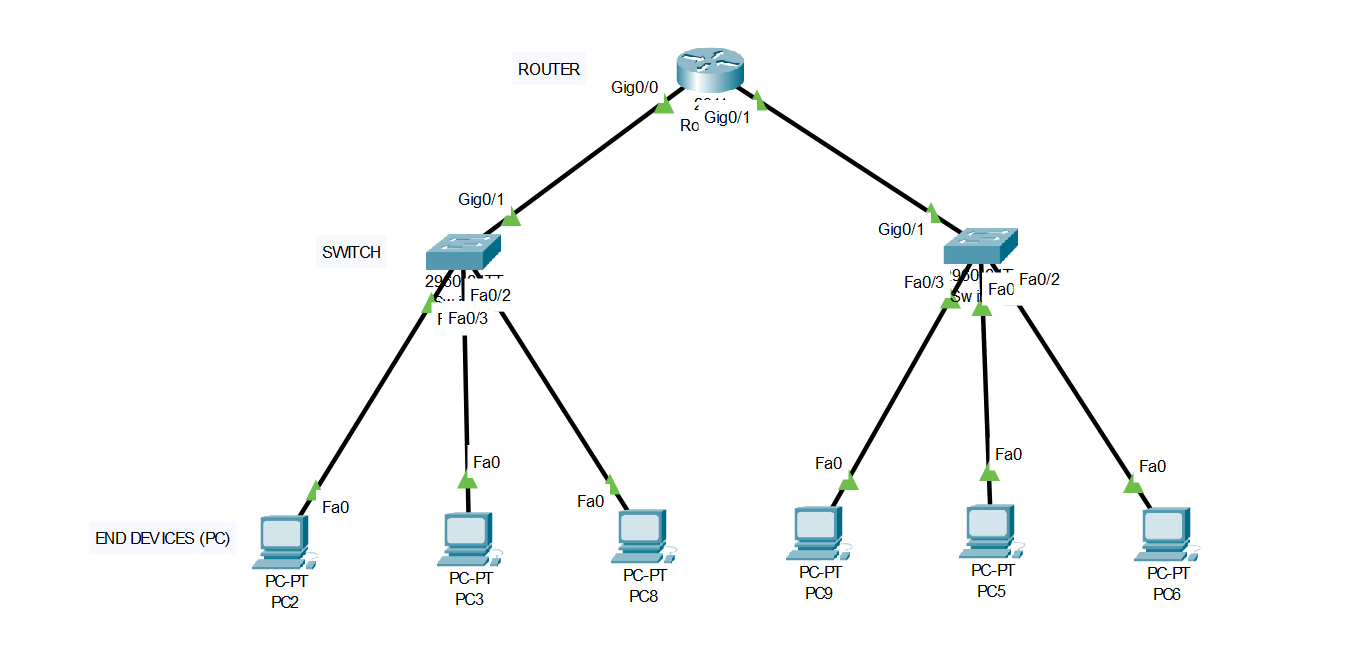 ROUTER
Gig0/0
Gig0/1
Gig0/1
Gig0/1
SWITCH
Fa0/2
Fa0/3
Fa0/3
Fa0
Fa0/2
Fa0
Fa0
Fa0
Fa0
Fa0
Fa0
END DEVICES (PC)
PC-PT
PC2
PC-PT
PC3
PC-PT
PC8
PC-PT
PC9
PC-PT
PC5
PC-PT
PC6